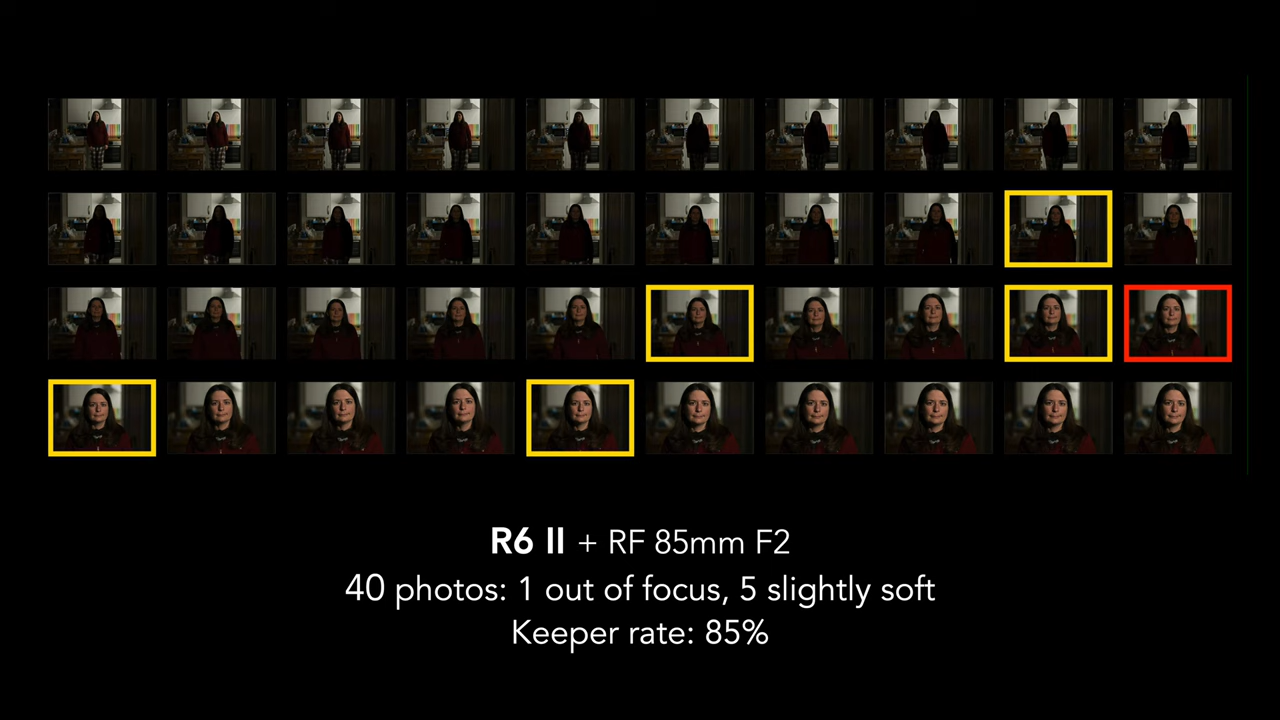 R6 II + RF 85mm F2
40 photos: 1 out of focus, 5 slightly soft
Keeper rate: 85%